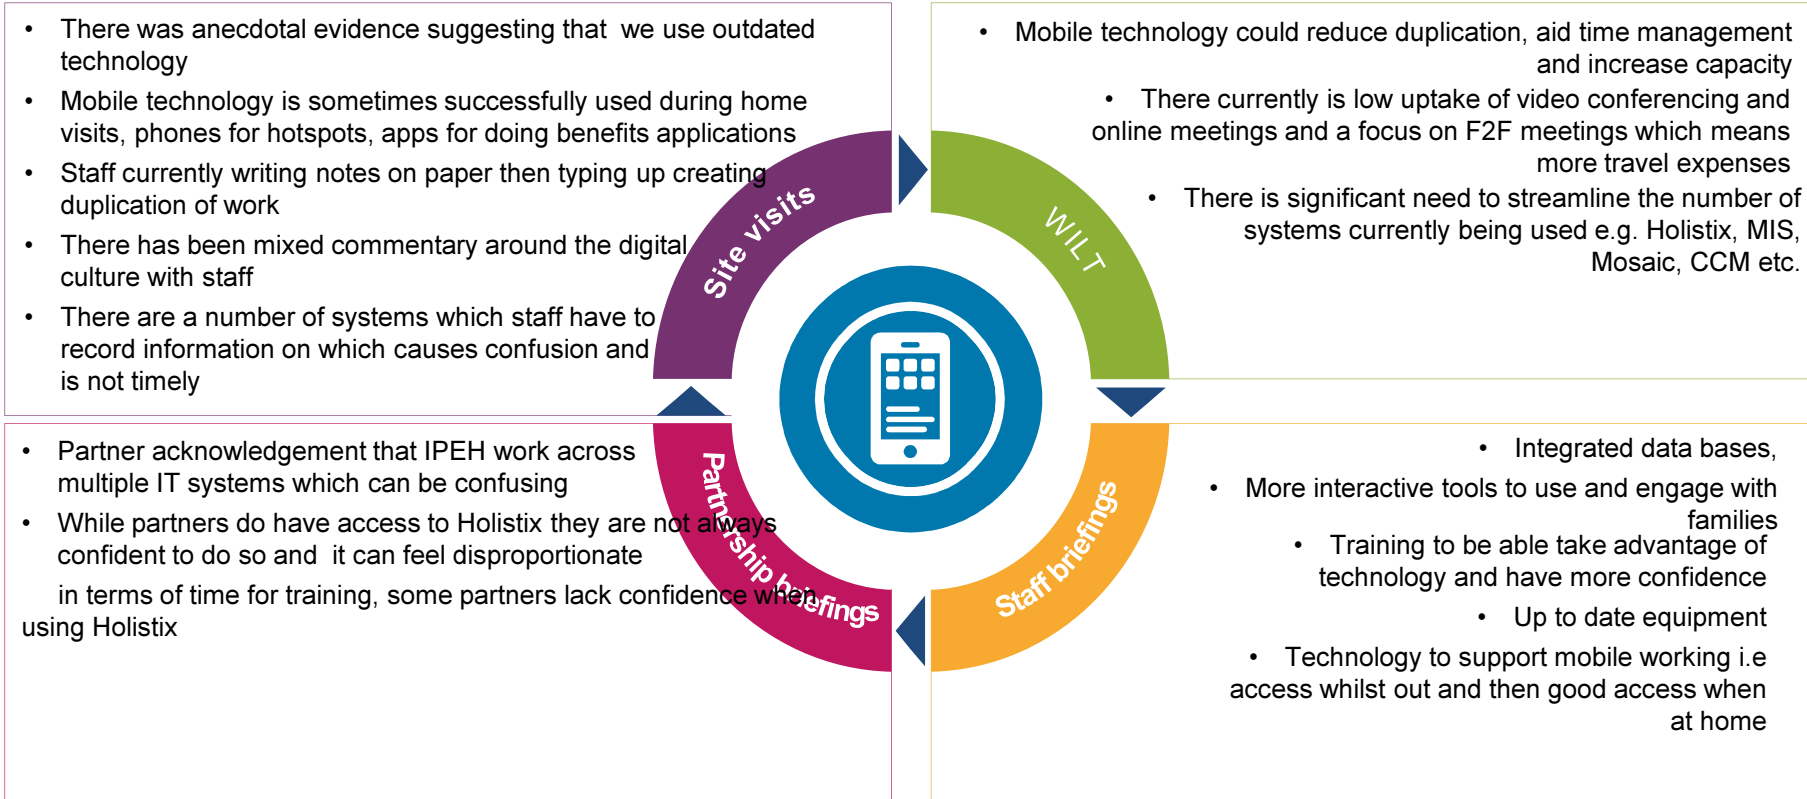 • There was anecdotal evidence suggesting that we use outdated
technology
• Mobile technology is sometimes successfully used during home
visits, phones for hotspots, apps for doing benefits applications
• Staff currently writing notes on paper then typing up creating
duplication of work
• There has been mixed commentary around the digital
culture with staff
• There are a number of systems which staff have to
record information on which causes confusion and
is not timely
Site visits
• Mobile technology could reduce duplication, aid time management
and increase capacity
• There currently is low uptake of video conferencing and
online meetings and a focus on F2F meetings which means
more travel expenses
• There is significant need to streamline the number of
systems currently being used e.g. Holistix, MIS,
Mosaic, CCM etc.
WILT
• Partner acknowledgement that IPEH work across
multiple IT systems which can be confusing
• While partners do have access to Holistix they are not always
confident to do so and it can feel disproportionate
in terms of time for training, some partners lack confidence when
using Holistix
Partnership briefings
• Integrated data bases,
• More interactive tools to use and engage with
families
• Training to be able take advantage of
technology and have more confidence
• Up to date equipment
• Technology to support mobile working i.e
access whilst out and then good access when
at home
Staff briefings